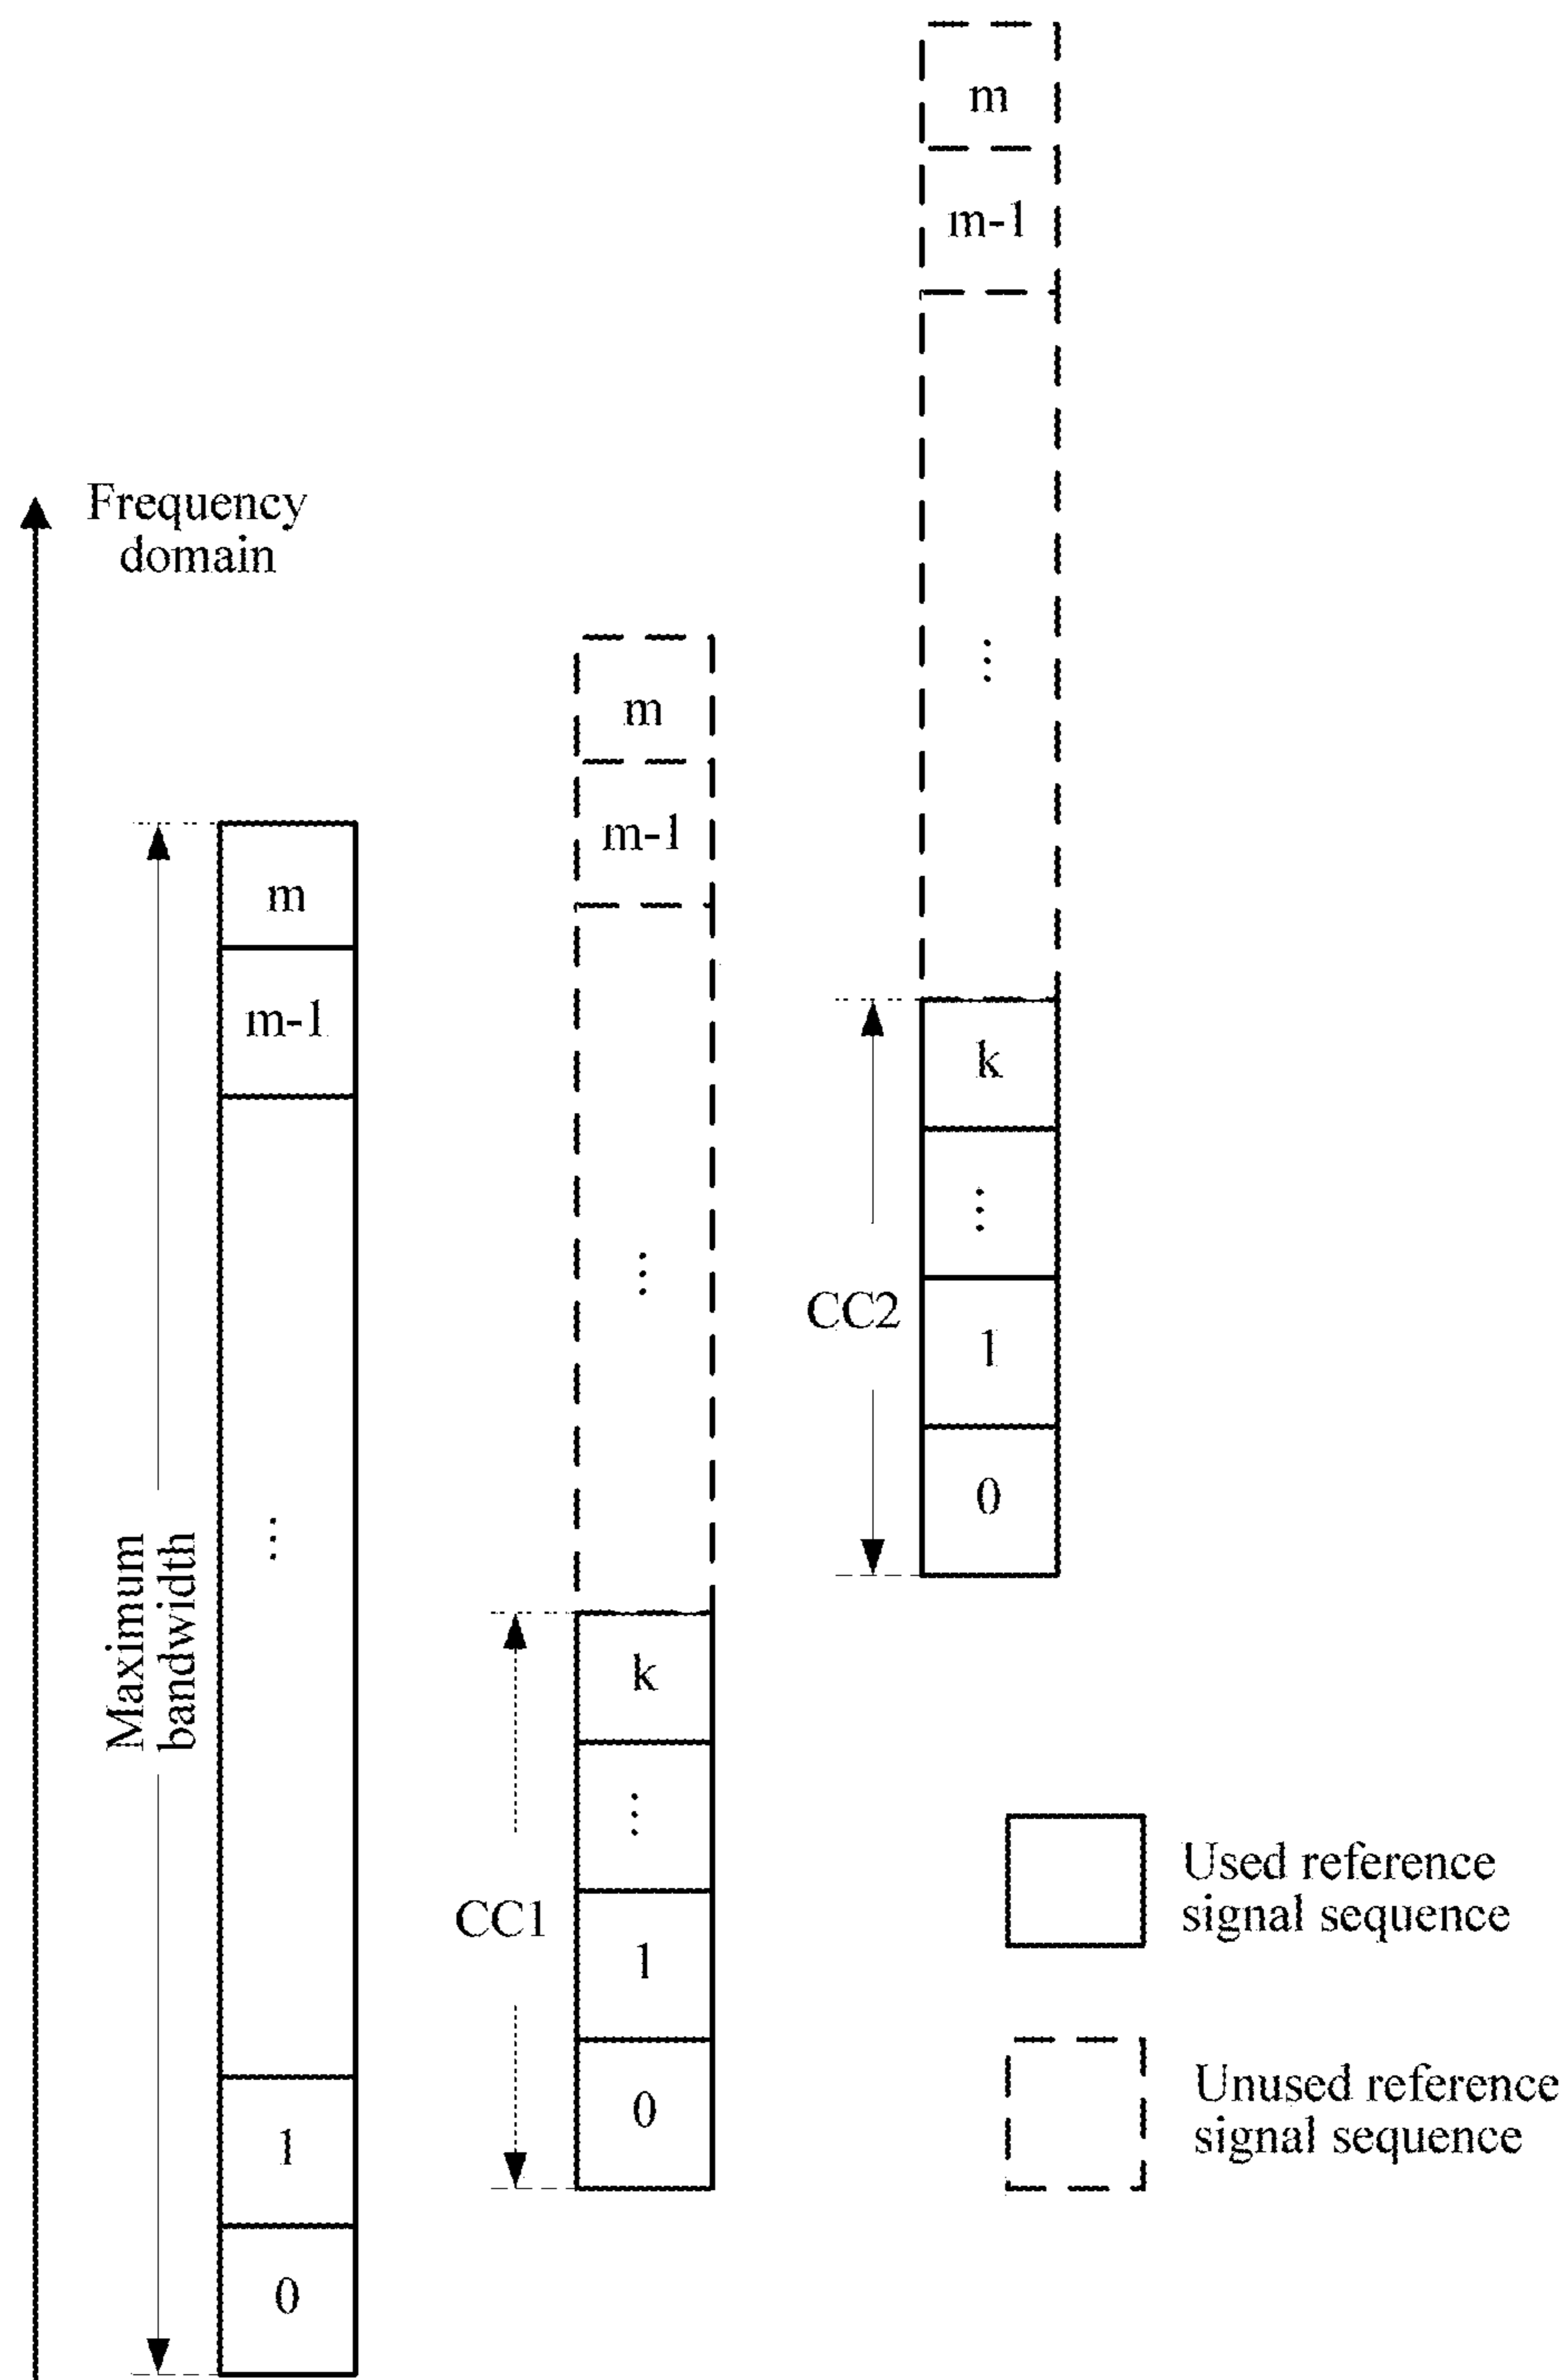 Frequency
domain
Maximum
bandwidth
m
m-1
⋮
1
0
CC1
m
m-1
⋮
k
⋮
1
0
CC2
m
m-1
⋮
k
⋮
1
0
Used reference
signal sequence
Unused reference
signal sequence